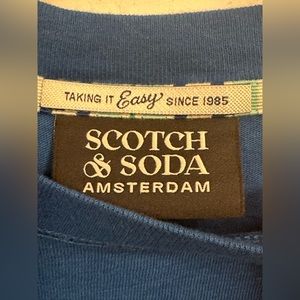 TAKING IT Easy SINCE 1985
SCOTCH
& SODA
AMSTERDAM